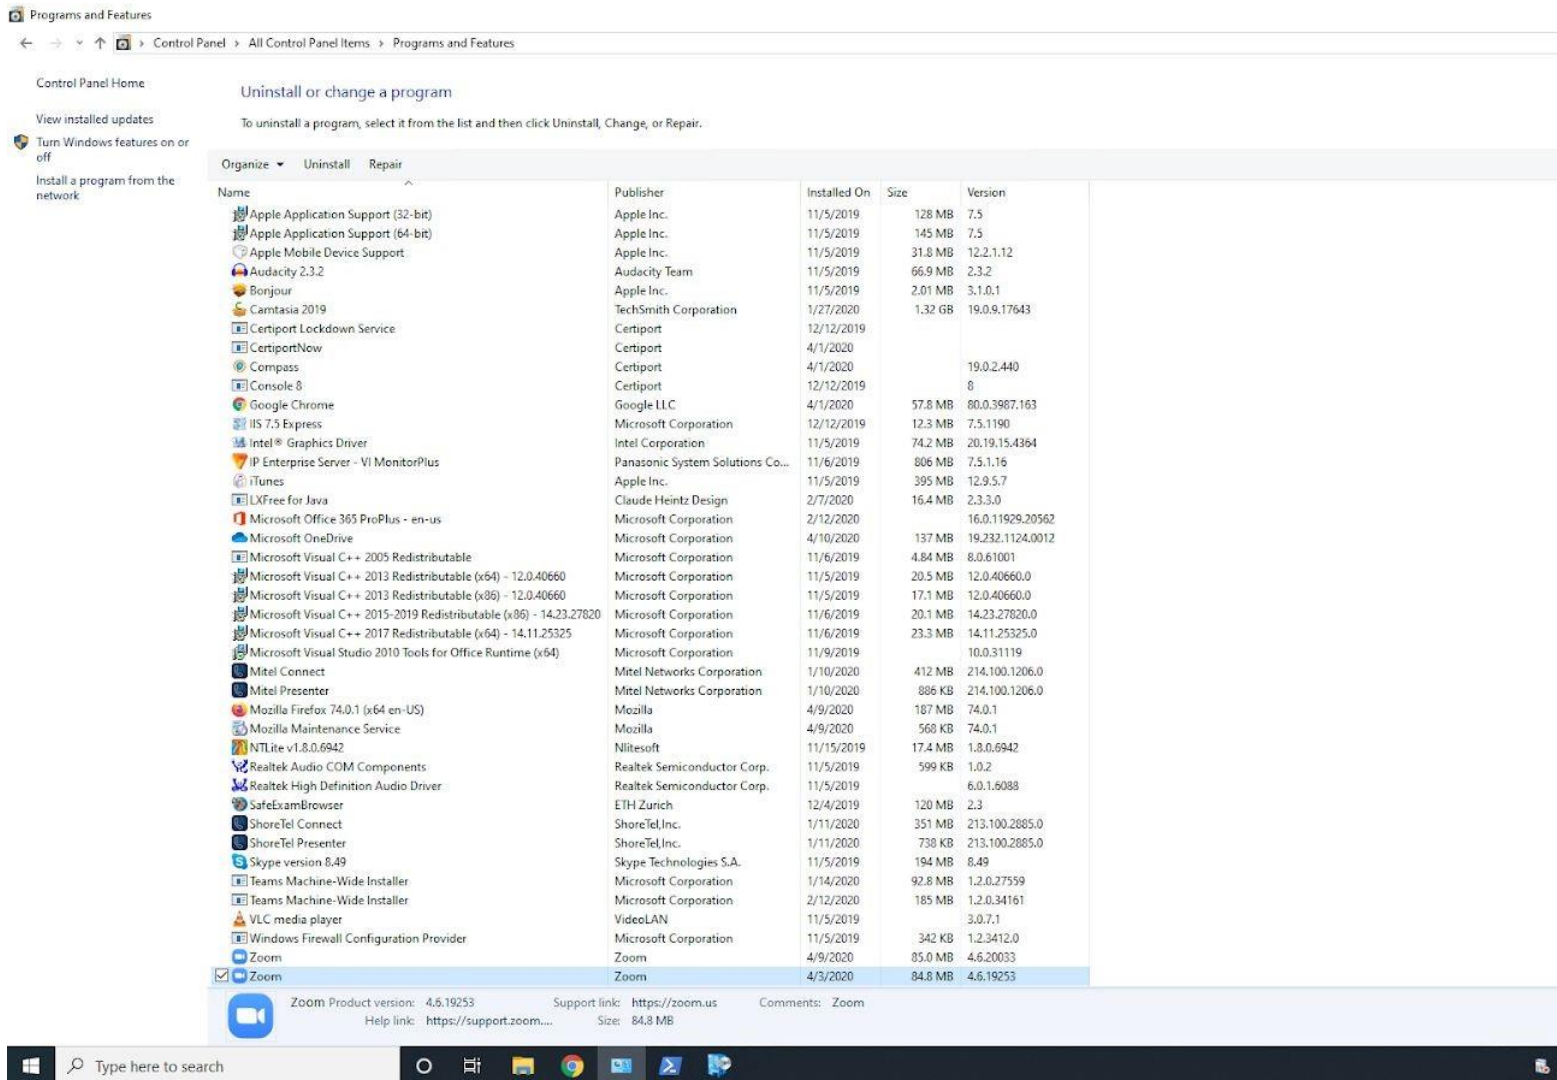 Programs and Features
Control Panel > All Control Panel Items > Programs and Features
Control Panel Home
View installed updates
Turn Windows features on or
off
Install a program from the
network
Uninstall or change a program
To uninstall a program, select it from the list and then click Uninstall, Change, or Repair.
Organize Uninstall Repair
Name Publisher Installed On Size Version
Apple Application Support (32-bit) Apple Inc. 11/5/2019 128 MB 7.5
Apple Application Support (64-bit) Apple Inc. 11/5/2019 145 MB 7.5
Apple Mobile Device Support Apple Inc. 11/5/2019 31.8 MB 12.2.1.12
Audacity 2.3.2 Audacity Team 11/5/2019 66.9 MB 2.3.2
Bonjour Apple Inc. 11/5/2019 2.01 MB 3.1.0.1
Camtasia 2019 TechSmith Corporation 1/27/2020 1.32 GB 19.0.9.17643
Certiport Lockdown Service Certiport 12/12/2019
CertiportNow Certiport 4/1/2020
Compass Certiport 4/1/2020 19.0.2.440
Console 8 Certiport 12/12/2019 8
Google Chrome Google LLC 4/1/2020 57.8 MB 80.0.3987.163
IIS 7.5 Express Microsoft Corporation 12/12/2019 12.3 MB 7.5.1190
Intel® Graphics Driver Intel Corporation 11/5/2019 74.2 MB 20.19.15.4364
IP Enterprise Server - VI MonitorPlus Panasonic System Solutions Co... 11/6/2019 806 MB 7.5.1.16
iTunes Apple Inc. 11/5/2019 395 MB 12.9.5.7
LXFree for Java Claude Heintz Design 2/7/2020 16.4 MB 2.3.3.0
Microsoft Office 365 ProPlus - en-us Microsoft Corporation 2/12/2020 16.0.11929.20562
Microsoft OneDrive Microsoft Corporation 4/10/2020 137 MB 19.232.1124.0012
Microsoft Visual C++ 2005 Redistributable Microsoft Corporation 11/6/2019 4.84 MB 8.0.61001
Microsoft Visual C++ 2013 Redistributable (x64) - 12.0.40660 Microsoft Corporation 11/5/2019 20.5 MB 12.0.40660.0
Microsoft Visual C++ 2013 Redistributable (x86) - 12.0.40660 Microsoft Corporation 11/5/2019 17.1 MB 12.0.40660.0
Microsoft Visual C++ 2015-2019 Redistributable (x86) - 14.23.27820 Microsoft Corporation 11/6/2019 20.1 MB 14.23.27820.0
Microsoft Visual C++ 2017 Redistributable (x64) - 14.11.25325 Microsoft Corporation 11/6/2019 23.3 MB 14.11.25325.0
Microsoft Visual Studio 2010 Tools for Office Runtime (x64) Microsoft Corporation 11/9/2019 10.0.31119
Mitel Connect Mitel Networks Corporation 1/10/2020 412 MB 214.100.1206.0
Mitel Presenter Mitel Networks Corporation 1/10/2020 886 KB 214.100.1206.0
Mozilla Firefox 74.0.1 (x64 en-US) Mozilla 4/9/2020 187 MB 74.0.1
Mozilla Maintenance Service Mozilla 4/9/2020 568 KB 74.0.1
NTLite v1.8.0.6942 Nlitesoft 11/15/2019 17.4 MB 1.8.0.6942
Realtek Audio COM Components Realtek Semiconductor Corp. 11/5/2019 599 KB 1.0.2
Realtek High Definition Audio Driver Realtek Semiconductor Corp. 11/5/2019 6.0.1.6088
SafeExamBrowser ETH Zurich 12/4/2019 120 MB 2.3
ShoreTel Connect ShoreTel,Inc. 1/11/2020 351 MB 213.100.2885.0
ShoreTel Presenter ShoreTel,Inc. 1/11/2020 738 KB 213.100.2885.0
Skype version 8.49 Skype Technologies S.A. 11/5/2019 194 MB 8.49
Teams Machine-Wide Installer Microsoft Corporation 1/14/2020 92.8 MB 1.2.0.27559
Teams Machine-Wide Installer Microsoft Corporation 2/12/2020 185 MB 1.2.0.34161
VLC media player VideoLAN 11/5/2019 3.0.7.1
Windows Firewall Configuration Provider Microsoft Corporation 11/5/2019 342 KB 1.2.3412.0
Zoom Zoom 4/9/2020 85.0 MB 4.6.20033
Zoom Zoom 4/3/2020 84.8 MB 4.6.19253
Zoom Product version: 4.6.19253 Support link: https://zoom.us Comments: Zoom
Help link: https://support.zoom.... Size: 84.8 MB
Type here to search